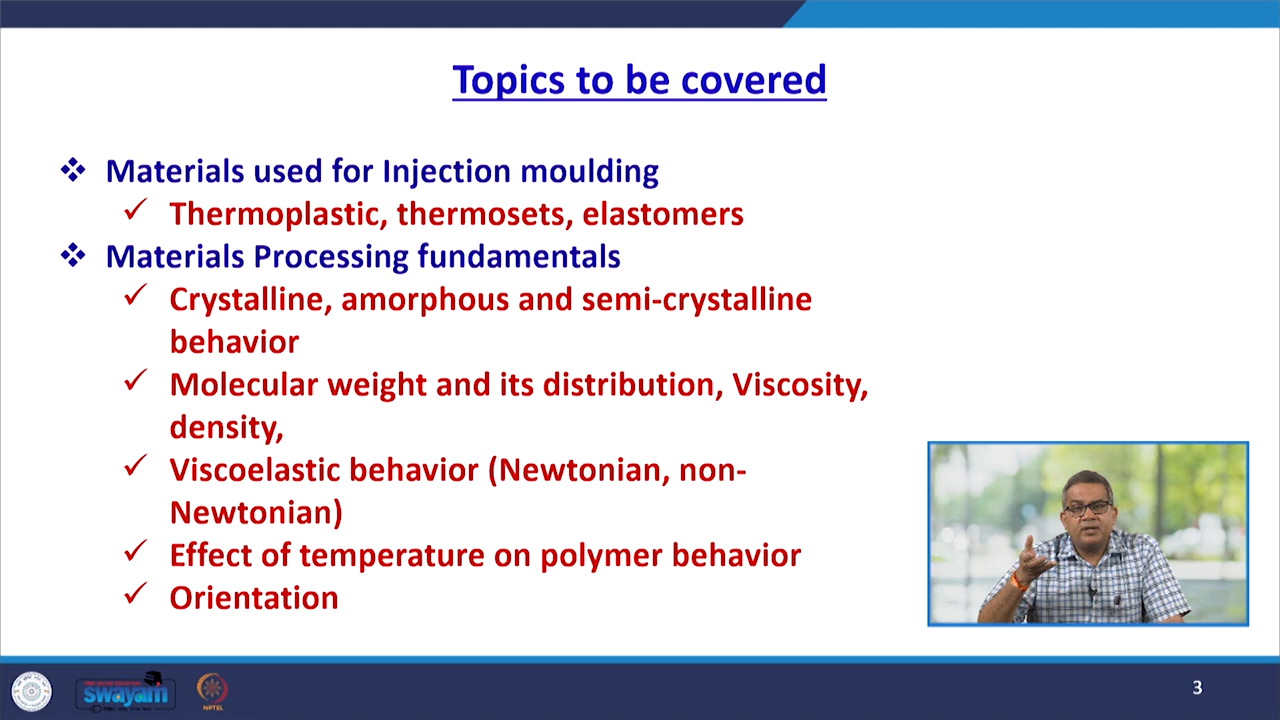 Topics to be covered
❖ Materials used for Injection moulding
✓ Thermoplastic, thermosets, elastomers
❖ Materials Processing fundamentals
✓ Crystalline, amorphous and semi-crystalline
behavior
✓ Molecular weight and its distribution, Viscosity,
density,
✓ Viscoelastic behavior (Newtonian, non-
Newtonian)
✓ Effect of temperature on polymer behavior
✓ Orientation
swayam
NPTEL
3